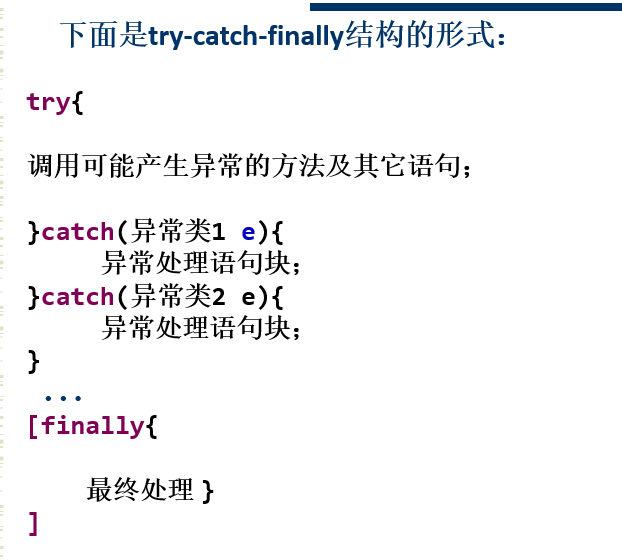 下面是try-catch-finally结构的形式：
try{
调用可能产生异常的方法及其它语句；
}catch(异常类1 e){
异常处理语句块；
}catch(异常类2 e){
异常处理语句块；
}
...
[finally{
最终处理 }
]